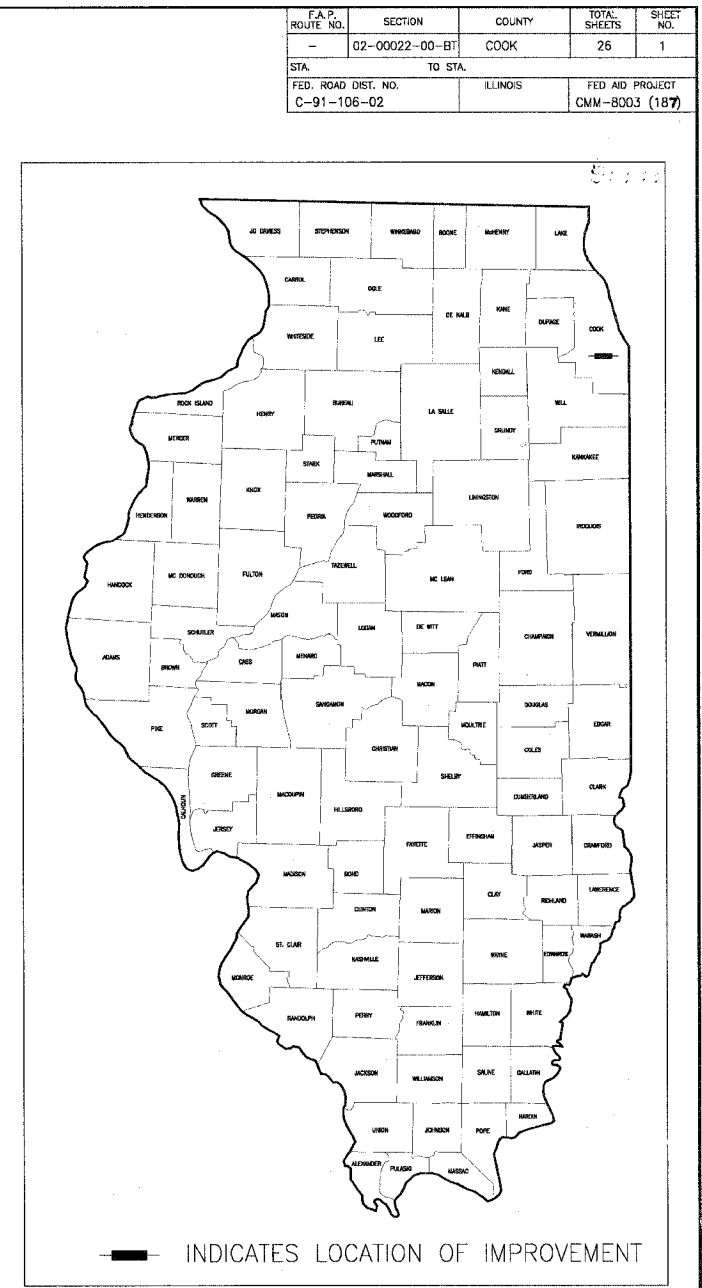 F.A.P. ROUTE NO. SECTION COUNTY TOTAL SHEETS SHEET NO.
– 02-00022-00-BT COOK 26 1
STA. TO STA.
FED. ROAD DIST. NO. ILLINOIS FED AID PROJECT
C-91-106-02 CMM-8003 (187)
JO DAVIESS STEPHENSON WINNEBAGO BOONE McHENRY LAKE
CARROL OGLE DE KALB KANE DUPAGE COOK
WHITESIDE LEE KENDALL
ROCK ISLAND HENRY BUREAU LA SALLE GRUNDY WILL
MERCER PUTNAM KANKAKEE
STARK MARSHALL
HENDERSON WARREN KNOX PEORIA WOODFORD LIVINGSTON IROQUOIS
HANCOCK MC DONOUGH FULTON TAZEWELL MC LEAN FORD
MASON
SCHUYLER LOGAN DE WITT CHAMPAIGN VERMILLION
ADAMS BROWN CASS MENARD PIATT
MACON
PIKE SCOTT MORGAN SANGAMON MOULTRIE DOUGLAS EDGAR
CHRISTIAN COLES
GREENE SHELBY
CALHOUN MACOUPIN HILLSBORO CUMBERLAND CLARK
JERSEY FAYETTE EFFINGHAM JASPER CRAWFORD
MADISON BOND CLAY RICHLAND LAWERENCE
CLINTON MARION
ST. CLAIR NASHVILLE WAYNE EDWARDS WABASH
MONROE JEFFERSON
RANDOLPH PERRY FRANKLIN HAMILTON WHITE
JACKSON WILLIAMSON SALINE GALLATIN
HARDIN
UNION JOHNSON POPE
ALEXANDER PULASKI MASSAC
INDICATES LOCATION OF IMPROVEMENT